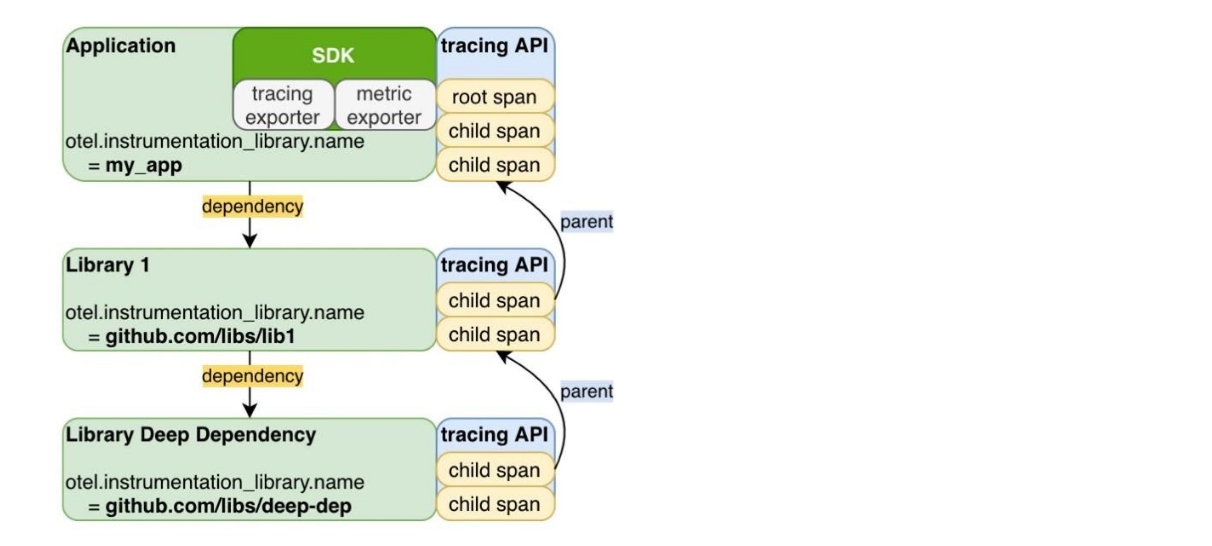 Application
SDK
tracing API
tracing
exporter
metric
exporter
root span
child span
child span
otel.instrumentation_library.name
= my_app
dependency
parent
Library 1
tracing API
otel.instrumentation_library.name
= github.com/libs/lib1
child span
child span
dependency
parent
Library Deep Dependency
tracing API
otel.instrumentation_library.name
= github.com/libs/deep-dep
child span
child span